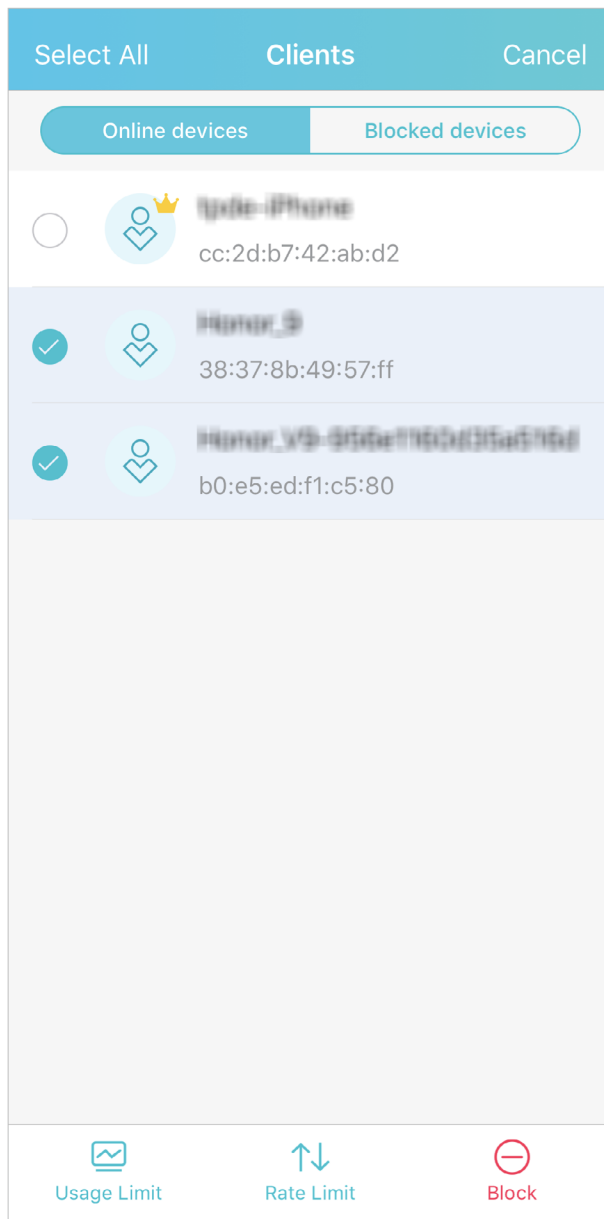 Select All Clients Cancel
Online devices Blocked devices
cc:2d:b7:42:ab:d2
38:37:8b:49:57:ff
b0:e5:ed:f1:c5:80
Usage Limit Rate Limit Block